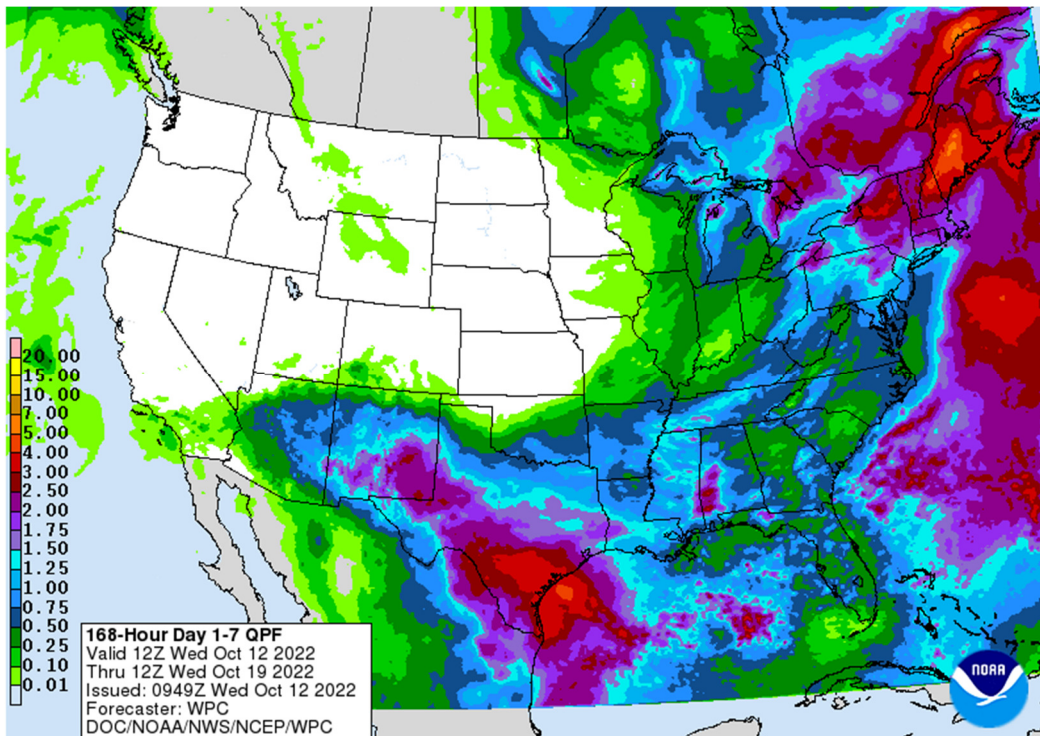 20.00
15.00
10.00
7.00
5.00
4.00
3.00
2.50
2.00
1.75
1.50
1.25
1.00
0.75
0.50
0.25
0.10
0.01
168-Hour Day 1-7 QPF
Valid 12Z Wed Oct 12 2022
Thru 12Z Wed Oct 19 2022
Issued: 0949Z Wed Oct 12 2022
Forecaster: WPC
DOC/NOAA/NWS/NCEP/WPC
NOAA